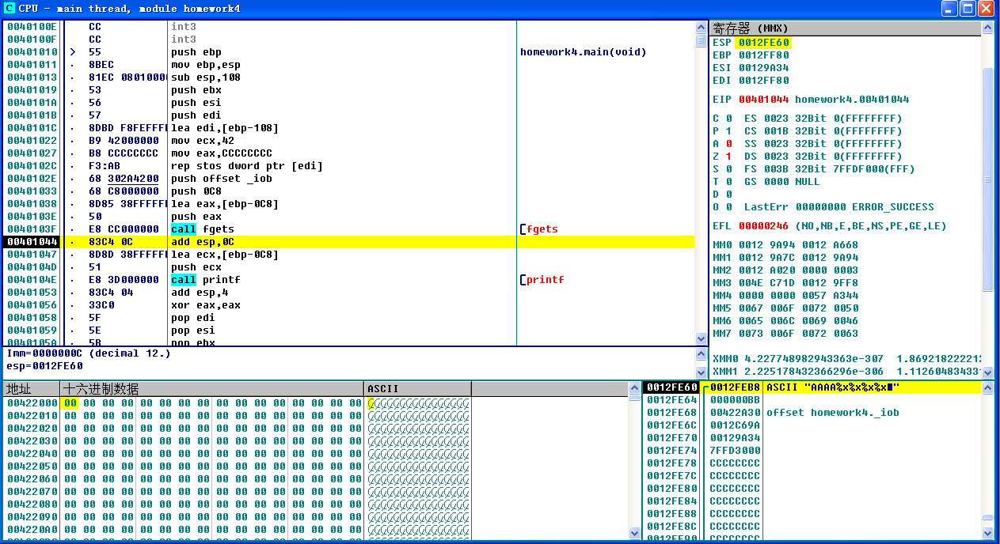 CPU - main thread, module homework4
0040100E CC int3
0040100F CC int3
00401010 > 55 push ebp homework4.main(void)
00401011 · 8BEC mov ebp,esp
00401013 · 81EC 0801000 sub esp,108
00401019 · 53 push ebx
0040101A · 56 push esi
0040101B · 57 push edi
0040101C · 8DBD F8FEFFF lea edi,[ebp-108]
00401022 · B9 42000000 mov ecx,42
00401027 · B8 CCCCCCCC mov eax,CCCCCCCC
0040102C · F3:AB rep stos dword ptr [edi]
0040102E · 68 302A4200 push offset _iob
00401033 · 68 C8000000 push 0C8
00401038 · 8D85 38FFFFF lea eax,[ebp-0C8]
0040103E · 50 push eax
0040103F · E8 CC000000 call fgets [fgets
00401044 · 83C4 0C add esp,0C
00401047 · 8D8D 38FFFFF lea ecx,[ebp-0C8]
0040104D · 51 push ecx
0040104E · E8 3D000000 call printf [printf
00401053 · 83C4 04 add esp,4
00401056 · 33C0 xor eax,eax
00401058 · 5F pop edi
00401059 · 5E pop esi
0040105A · 5B pop ebx
Imm=0000000C (decimal 12.)
esp=0012FE60
寄存器 (MMX)
ESP 0012FE60
EBP 0012FF80
ESI 00129A34
EDI 0012FF80
EIP 00401044 homework4.00401044
C 0 ES 0023 32Bit 0(FFFFFFFF)
P 1 CS 001B 32Bit 0(FFFFFFFF)
A 0 SS 0023 32Bit 0(FFFFFFFF)
Z 1 DS 0023 32Bit 0(FFFFFFFF)
S 0 FS 003B 32Bit 7FFDF000(FFF)
T 0 GS 0000 NULL
D 0
O 0 LastErr 00000000 ERROR_SUCCESS
EFL 00000246 (NO,NB,E,BE,NS,PE,GE,LE)
MM0 0012 9A94 0012 A668
MM1 0012 9A7C 0012 9A94
MM2 0012 A020 0000 0003
MM3 004E C71D 0012 9FF8
MM4 0000 0000 0057 A344
MM5 0067 006F 0072 0050
MM6 0065 006C 0069 0046
MM7 0073 006F 0072 0063
XMM0 4.227748982943363e-307 1.869218222212
XMM1 2.225178432366296e-306 1.11260483433
地址 十六进制数据 ASCII
00422000 00 00 00 00 00 00 00 00 00 00 00 00 00 00 00 00
00422010 00 00 00 00 00 00 00 00 00 00 00 00 00 00 00 00
00422020 00 00 00 00 00 00 00 00 00 00 00 00 00 00 00 00
00422030 00 00 00 00 00 00 00 00 00 00 00 00 00 00 00 00
00422040 00 00 00 00 00 00 00 00 00 00 00 00 00 00 00 00
00422050 00 00 00 00 00 00 00 00 00 00 00 00 00 00 00 00
00422060 00 00 00 00 00 00 00 00 00 00 00 00 00 00 00 00
00422070 00 00 00 00 00 00 00 00 00 00 00 00 00 00 00 00
00422080 00 00 00 00 00 00 00 00 00 00 00 00 00 00 00 00
00422090 00 00 00 00 00 00 00 00 00 00 00 00 00 00 00 00
004220A0 00 00 00 00 00 00 00 00 00 00 00 00 00 00 00 00
0012FE60 0012FEB8 ASCII "AAAA%x%x%x%x■"
0012FE64 000000BB
0012FE68 00422A30 offset homework4._iob
0012FE6C 0012C69A
0012FE70 00129A34
0012FE74 7FFD3000
0012FE78 CCCCCCCC
0012FE7C CCCCCCCC
0012FE80 CCCCCCCC
0012FE84 CCCCCCCC
0012FE88 CCCCCCCC
0012FE8C CCCCCCCC
0012FE90 CCCCCCCC